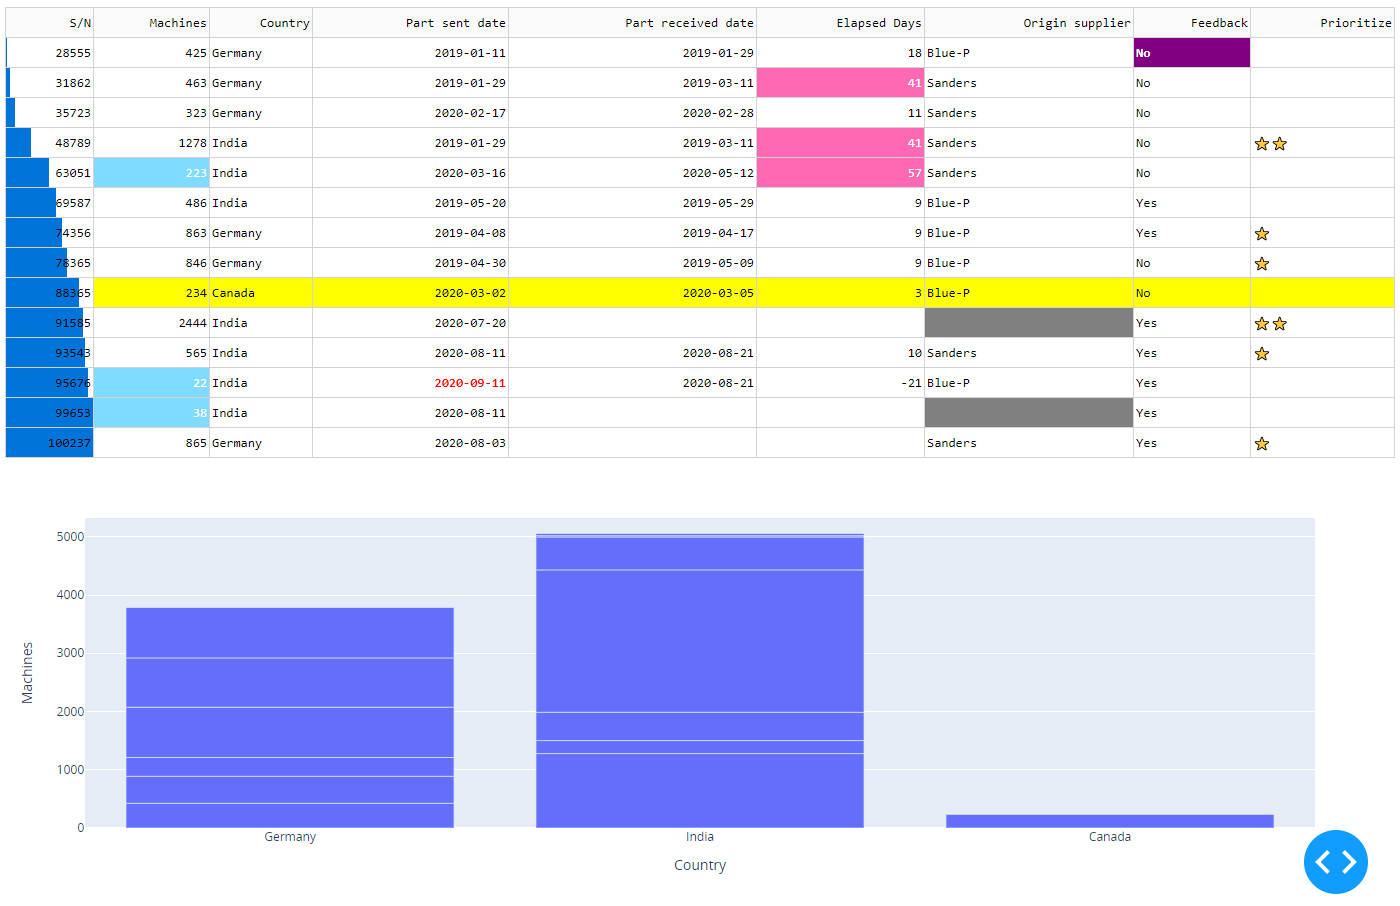 S/N Machines Country Part sent date Part received date Elapsed Days Origin supplier Feedback Prioritize
28555 425 Germany 2019-01-11 2019-01-29 18 Blue-P No
31862 463 Germany 2019-01-29 2019-03-11 41 Sanders No
35723 323 Germany 2020-02-17 2020-02-28 11 Sanders No
48789 1278 India 2019-01-29 2019-03-11 41 Sanders No
63051 223 India 2020-03-16 2020-05-12 57 Sanders No
69587 486 India 2019-05-20 2019-05-29 9 Blue-P Yes
74356 863 Germany 2019-04-08 2019-04-17 9 Blue-P Yes
78365 846 Germany 2019-04-30 2019-05-09 9 Blue-P No
88365 234 Canada 2020-03-02 2020-03-05 3 Blue-P No
91585 2444 India 2020-07-20 Yes
93543 565 India 2020-08-11 2020-08-21 10 Sanders Yes
95676 22 India 2020-09-11 2020-08-21 -21 Blue-P Yes
99653 38 India 2020-08-11 Yes
100237 865 Germany 2020-08-03 Sanders Yes
5000
4000
3000
2000
1000
0
Machines
Germany India Canada
Country